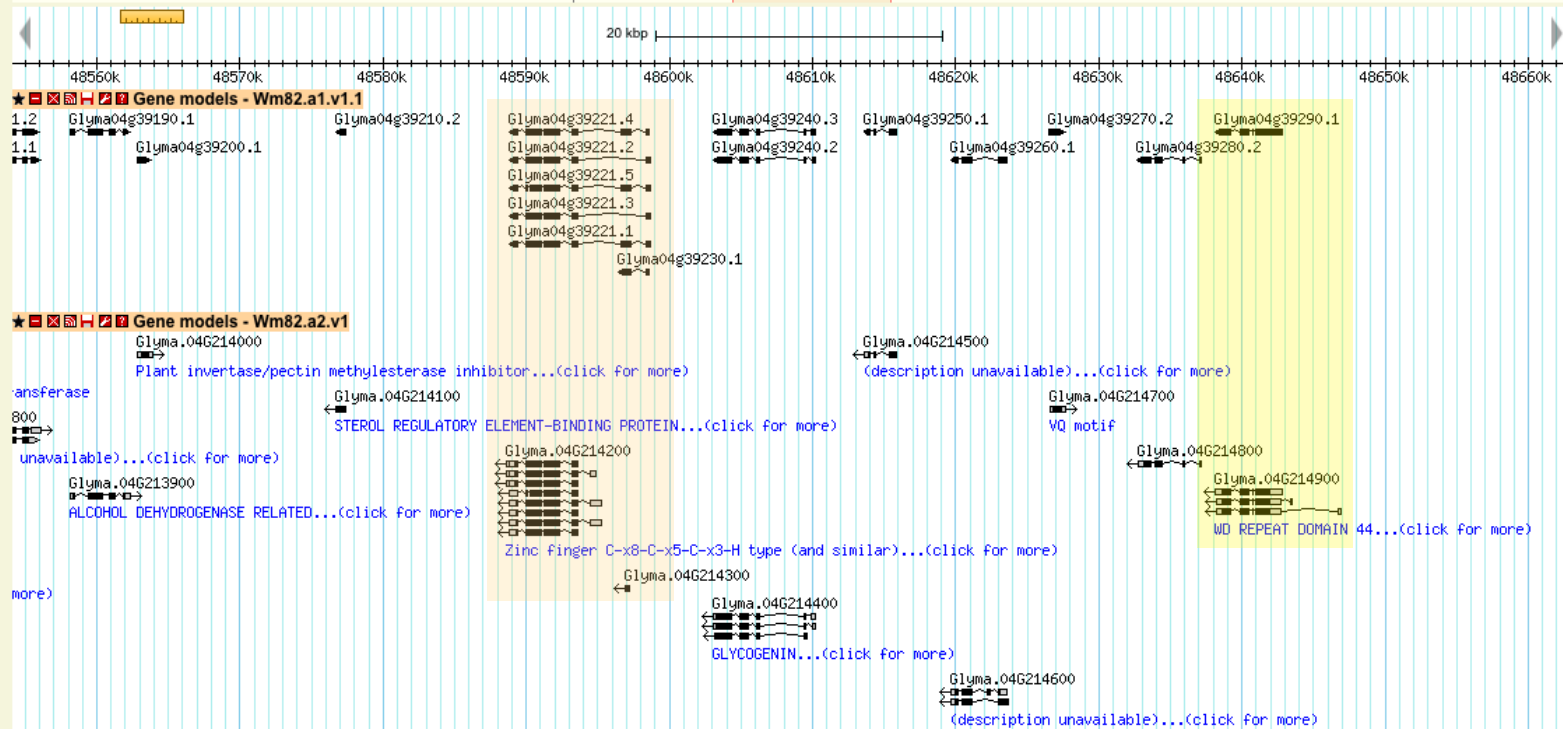 20 kbp
48560k 48570k 48580k 48590k 48600k 48610k 48620k 48630k 48640k 48650k 48660k
Gene models - Wm82.a1.v1.1
1.2 Glyma04g39190.1 Glyma04g39210.2 Glyma04g39221.4 Glyma04g39240.3 Glyma04g39250.1 Glyma04g39270.2 Glyma04g39290.1
1.1 Glyma04g39200.1 Glyma04g39221.2 Glyma04g39240.2 Glyma04g39260.1 Glyma04g39280.2
Glyma04g39221.5
Glyma04g39221.3
Glyma04g39221.1
Glyma04g39230.1
Gene models - Wm82.a2.v1
Glyma.04G214000 Glyma.04G214500
Plant invertase/pectin methylesterase inhibitor...(click for more) (description unavailable)...(click for more)
ansferase Glyma.04G214100 Glyma.04G214700
800 STEROL REGULATORY ELEMENT-BINDING PROTEIN...(click for more) VQ motif
Glyma.04G214200 Glyma.04G214800
unavailable)...(click for more)
Glyma.04G213900 Glyma.04G214900
ALCOHOL DEHYDROGENASE RELATED...(click for more)
WD REPEAT DOMAIN 44...(click for more)
Zinc finger C-x8-C-x5-C-x3-H type (and similar)...(click for more)
Glyma.04G214300
more) Glyma.04G214400
GLYCOGENIN...(click for more)
Glyma.04G214600
(description unavailable)...(click for more)